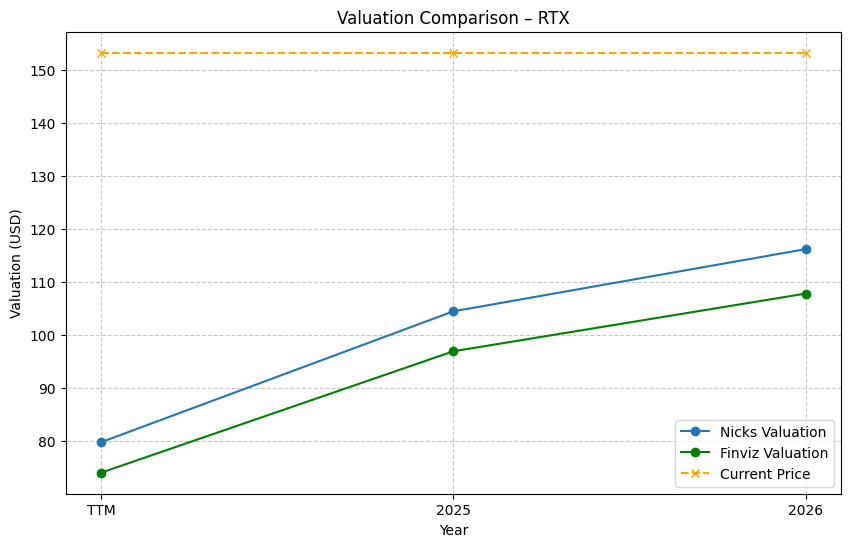 Valuation Comparison – RTX
Valuation (USD)
150
140
130
120
110
100
90
80
TTM
2025
2026
Year
Nicks Valuation
Finviz Valuation
Current Price